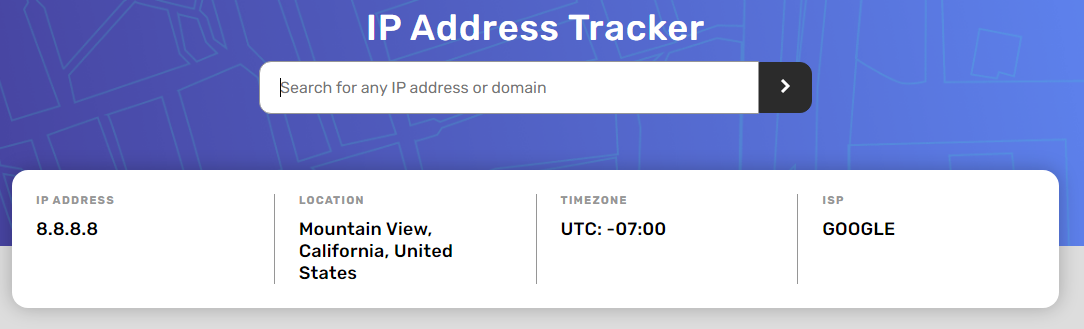 IP Address Tracker
Search for any IP address or domain
IP ADDRESS
8.8.8.8
LOCATION
Mountain View,
California, United
States
TIMEZONE
UTC: -07:00
ISP
GOOGLE